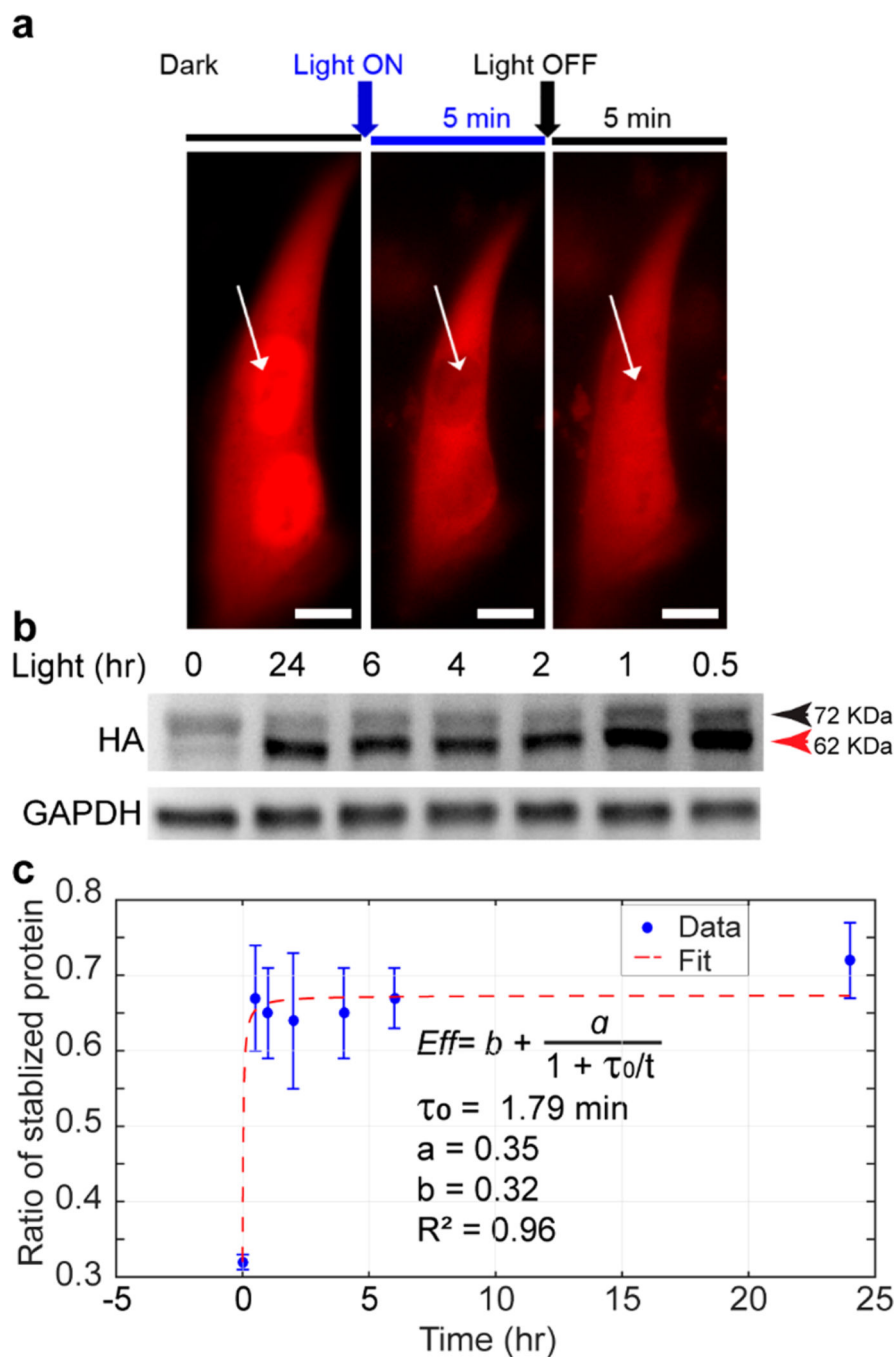 a
Dark Light ON Light OFF
5 min 5 min
b
Light (hr) 0 24 6 4 2 1 0.5
HA
72 KDa
62 KDa
GAPDH
c
Ratio of stablized protein
0.8
0.7
0.6
0.5
0.4
0.3
Data
Fit
Eff= b + a / 1 + τ₀/t
τ₀ = 1.79 min
a = 0.35
b = 0.32
R² = 0.96
-5 0 5 10 15 20 25
Time (hr)